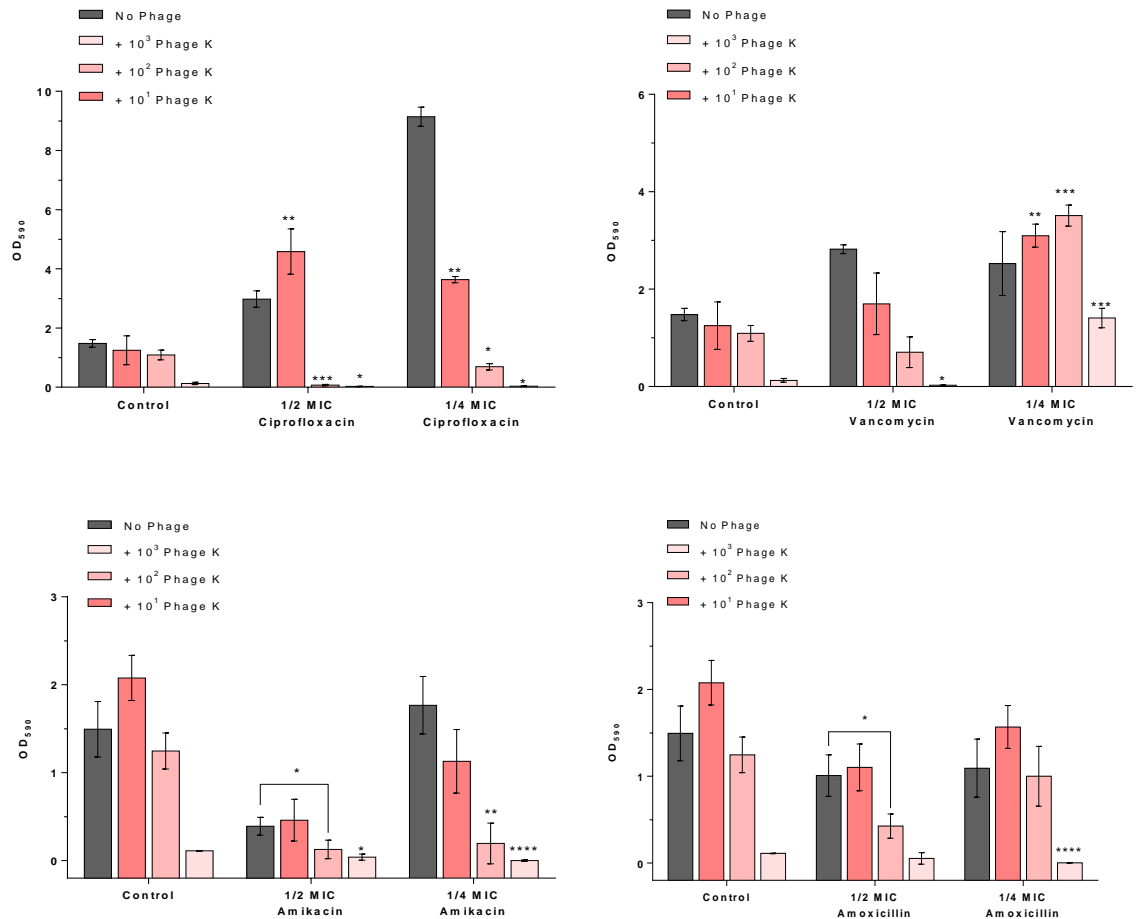 No Phage
+ 10³ Phage K
+ 10² Phage K
+ 10¹ Phage K
10
8
6
4
2
0
OD₅₉₀
**
***
*
**
*
*
Control
1/2 MIC
Ciprofloxacin
1/4 MIC
Ciprofloxacin
No Phage
+ 10³ Phage K
+ 10² Phage K
+ 10¹ Phage K
6
4
2
0
OD₅₉₀
*
**
***
***
Control
1/2 MIC
Vancomycin
1/4 MIC
Vancomycin
No Phage
+ 10³ Phage K
+ 10² Phage K
+ 10¹ Phage K
3
2
1
0
OD₅₉₀
*
*
**
****
Control
1/2 MIC
Amikacin
1/4 MIC
Amikacin
No Phage
+ 10³ Phage K
+ 10² Phage K
+ 10¹ Phage K
3
2
1
0
OD₅₉₀
*
****
Control
1/2 MIC
Amoxicillin
1/4 MIC
Amoxicillin